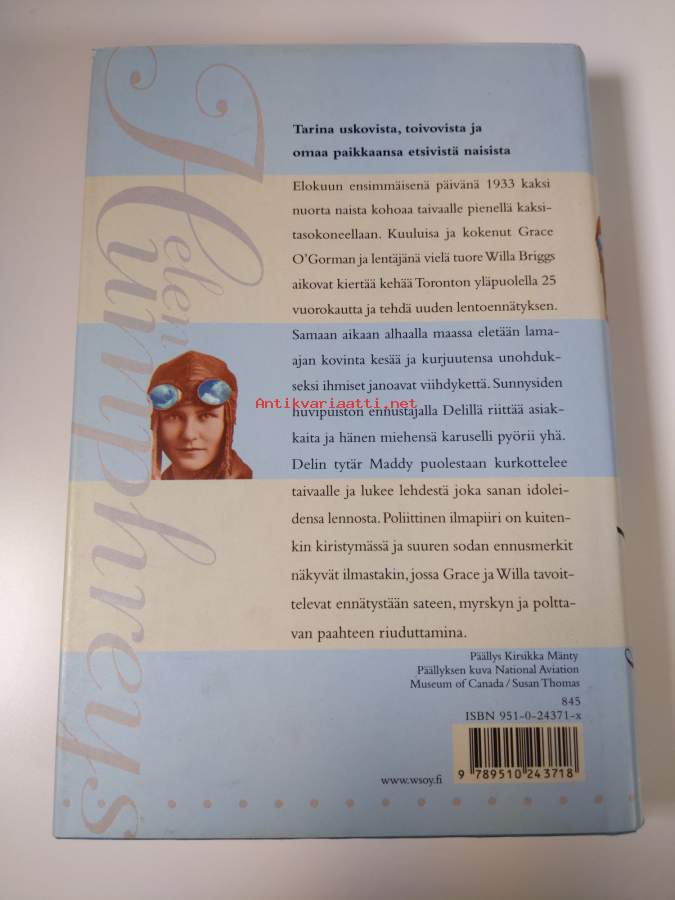 Helen Humphreys
Tarina uskovista, toivovista ja
omaa paikkaansa etsivistä naisista
Elokuun ensimmäisenä päivänä 1933 kaksi
nuorta naista kohoaa taivaalle pienellä kaksi-
tasokoneellaan. Kuuluisa ja kokenut Grace
O'Gorman ja lentäjänä vielä tuore Willa Briggs
aikovat kiertää kehää Toronton yläpuolella 25
vuorokautta ja tehdä uuden lentoennätyksen.
Samaan aikaan alhaalla maassa eletään lama-
ajan kovinta kesää ja kurjuutensa unohduk-
seksi ihmiset janoavat viihdykettä. Sunnysiden
Antikvariaatti.net
huvipuiston ennustajalla Delillä riittää asiak-
kaita ja hänen miehensä karuselli pyörii yhä.
Delin tytär Maddy puolestaan kurkottelee
taivaalle ja lukee lehdestä joka sanan idolei-
densa lennosta. Poliittinen ilmapiiri on kuiten-
kin kiristymässä ja suuren sodan ennusmerkit
näkyvät ilmastakin, jossa Grace ja Willa tavoit-
televat ennätystään sateen, myrskyn ja poltta-
van paahteen riuduttamina.
Päällys Kirsikka Mänty
Päällyksen kuva National Aviation
Museum of Canada / Susan Thomas
845
ISBN 951-0-24371-x
www.wsoy.fi
9 789510 243718